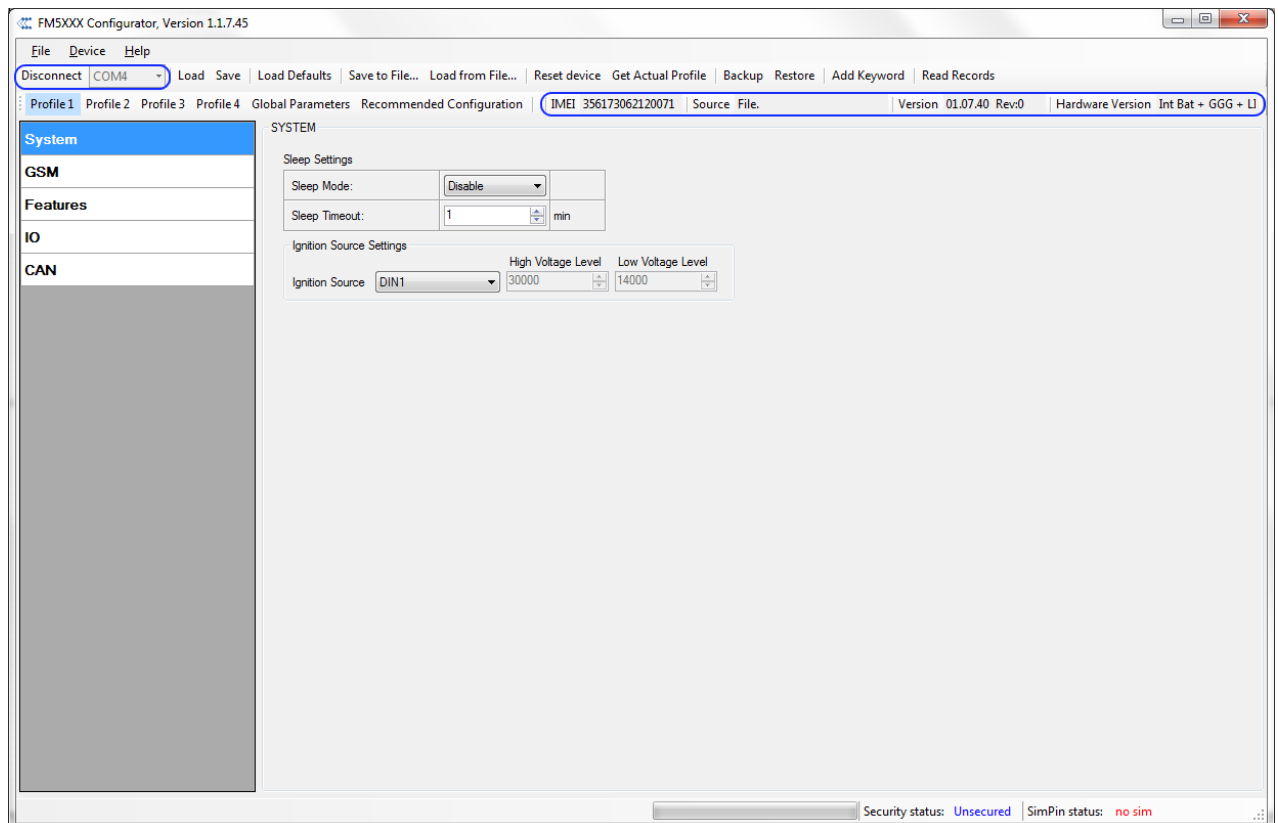 FM5XXX Configurator, Version 1.1.7.45
File Device Help
Disconnect COM4 Load Save Load Defaults Save to File... Load from File... Reset device Get Actual Profile Backup Restore Add Keyword Read Records
Profile 1 Profile 2 Profile 3 Profile 4 Global Parameters Recommended Configuration IMEI 356173062120071 Source File. Version 01.07.40 Rev:0 Hardware Version Int Bat + GGG + LI
System
GSM
Features
IO
CAN
SYSTEM
Sleep Settings
Sleep Mode: Disable
Sleep Timeout: 1 min
Ignition Source Settings
High Voltage Level Low Voltage Level
Ignition Source DIN1 30000 14000
Security status: Unsecured SimPin status: no sim